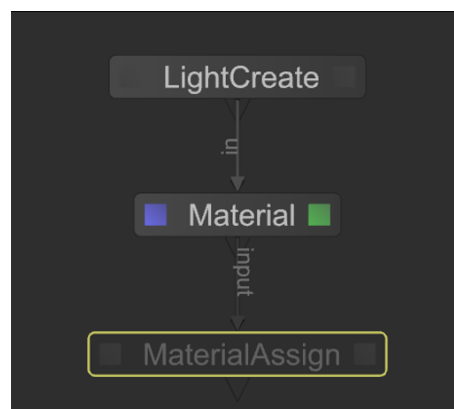 LightCreate
in
Material
input
MaterialAssign